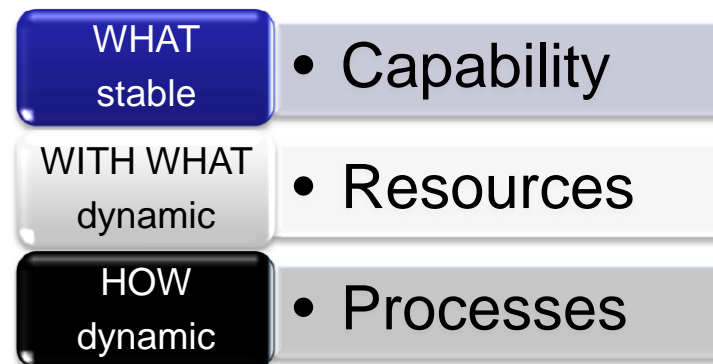 WHAT
stable
• Capability
WITH WHAT
dynamic
• Resources
HOW
dynamic
• Processes